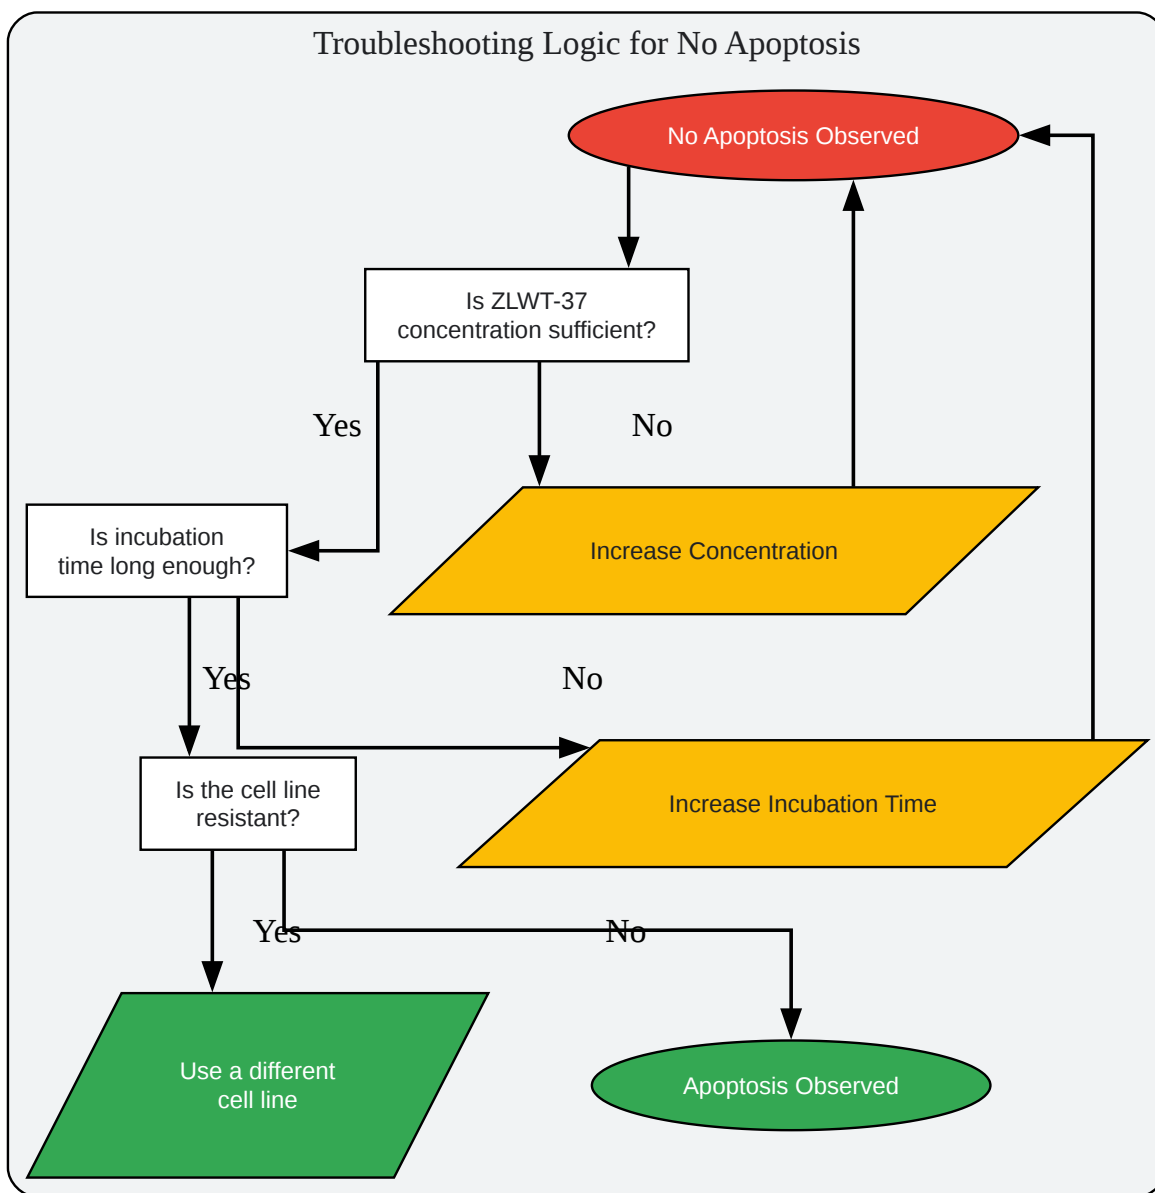 Troubleshooting Logic for No Apoptosis
No Apoptosis Observed
Is ZLWT-37
concentration sufficient?
Yes
No
Is incubation
time long enough?
Increase Concentration
Yes
No
Is the cell line
resistant?
Increase Incubation Time
Yes
No
Use a different
cell line
Apoptosis Observed